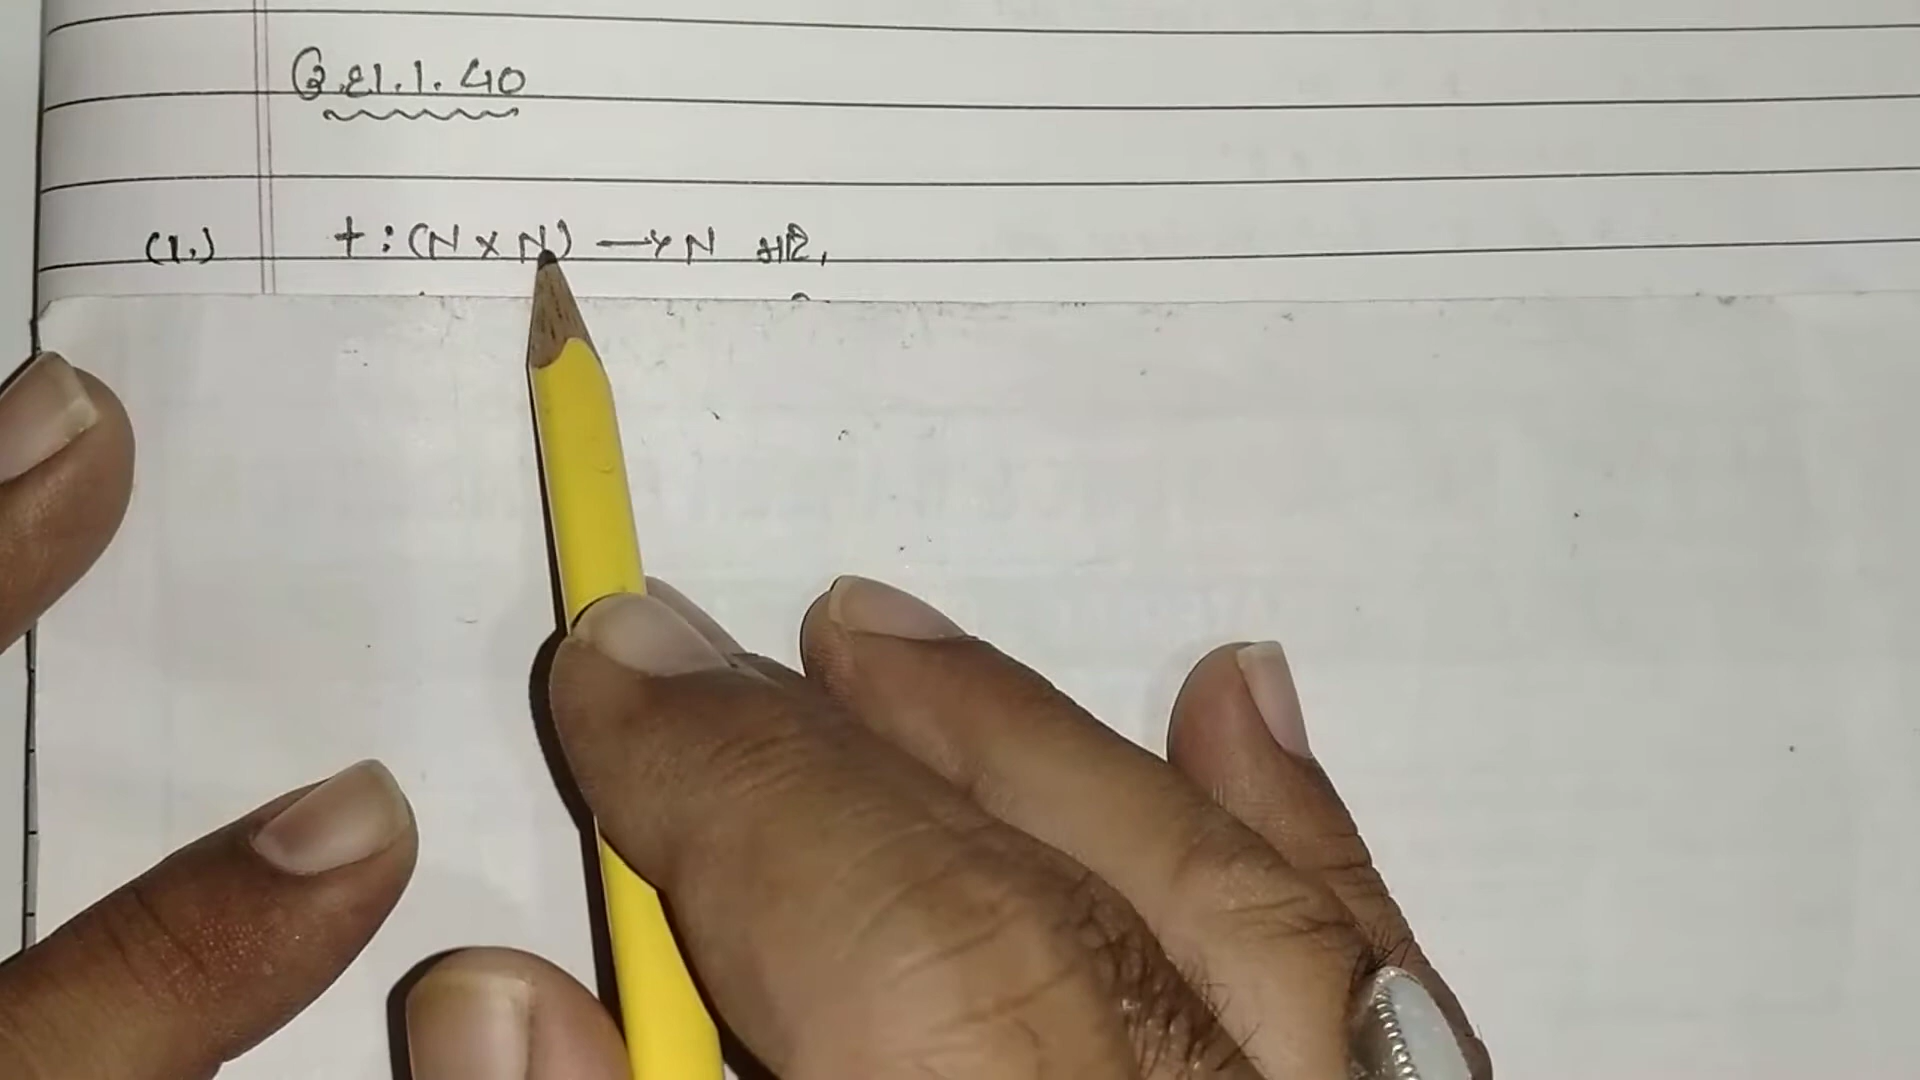 ઉ.દા.1.40
(1.) + : (N × N) → N માટે,